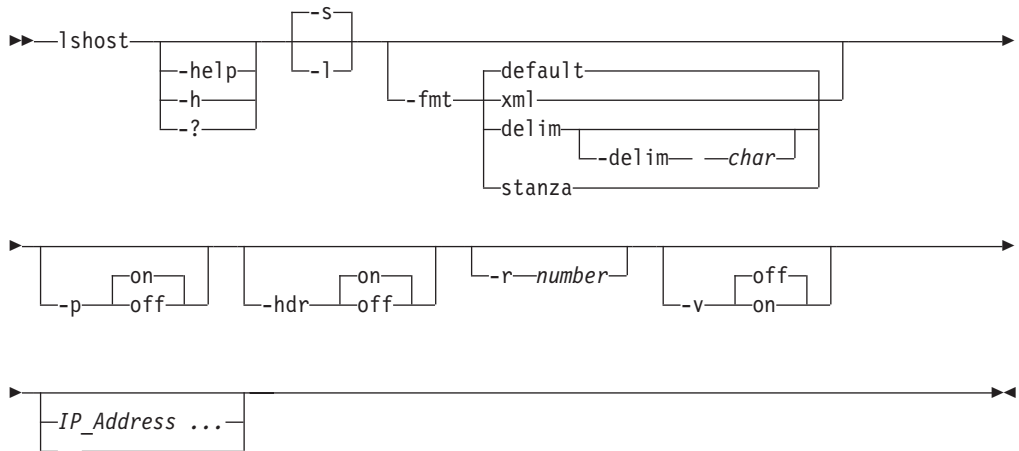 -s
lshost
-help
-l
default
-h
-fmt
xml
-?
delim
-delim char
stanza
on
on
-r number
off
-p
off
-hdr
off
-v
on
IP_Address ...